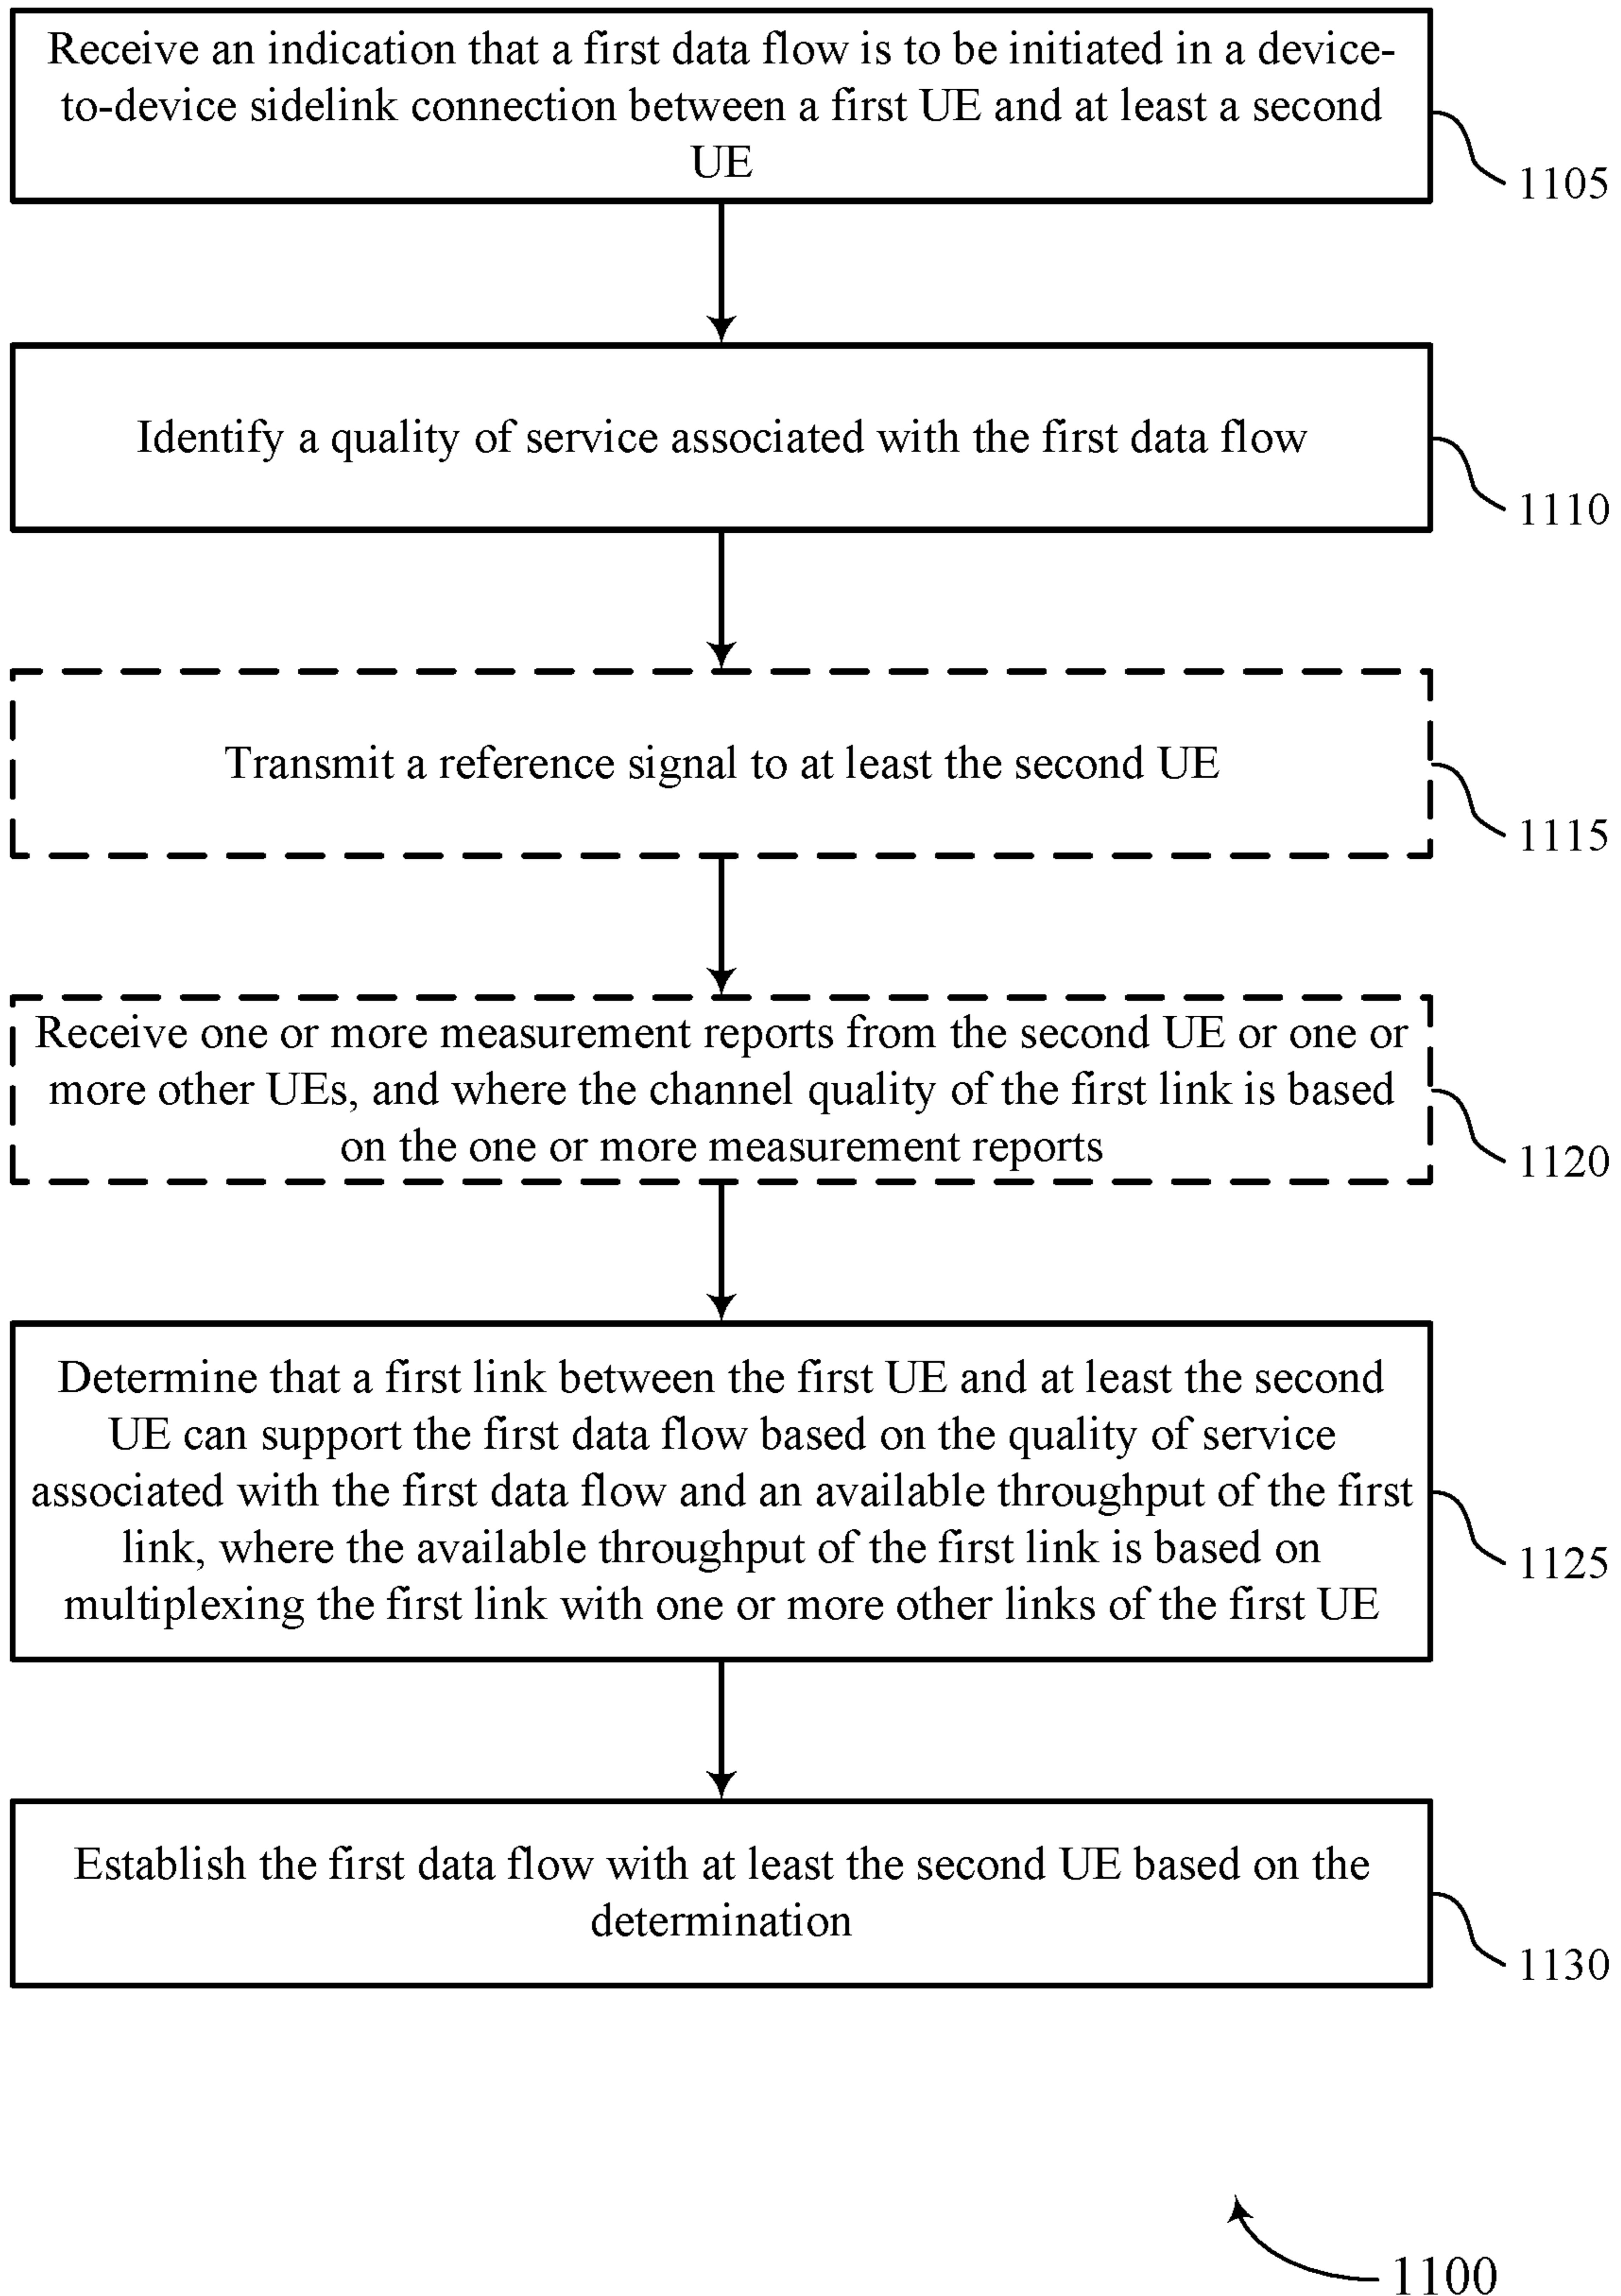 Receive an indication that a first data flow is to be initiated in a device-
to-device sidelink connection between a first UE and at least a second
UE
1105
Identify a quality of service associated with the first data flow
1110
Transmit a reference signal to at least the second UE
1115
Receive one or more measurement reports from the second UE or one or
more other UEs, and where the channel quality of the first link is based
on the one or more measurement reports
1120
Determine that a first link between the first UE and at least the second
UE can support the first data flow based on the quality of service
associated with the first data flow and an available throughput of the first
link, where the available throughput of the first link is based on
multiplexing the first link with one or more other links of the first UE
1125
Establish the first data flow with at least the second UE based on the
determination
1130
1100